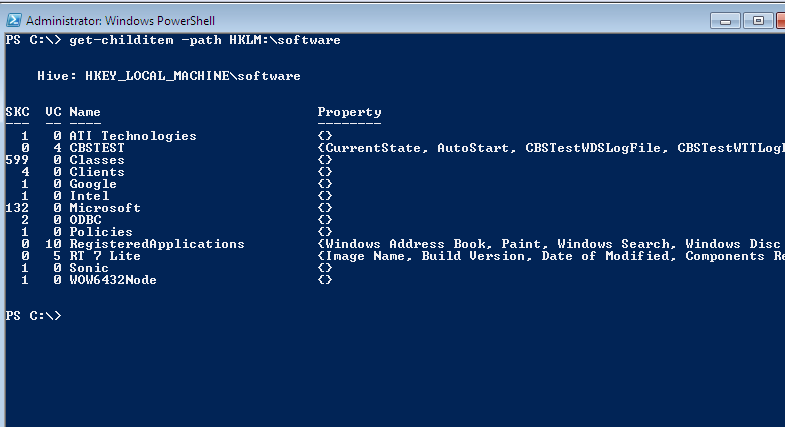 Administrator: Windows PowerShell
PS C:\> get-childitem -path HKLM:\software
Hive: HKEY_LOCAL_MACHINE\software
SKC VC Name Property
--- -- ---- --------
1 0 ATI Technologies {}
0 4 CBSTEST {CurrentState, AutoStart, CBSTestWDSLogFile, CBSTestWTTLogF
599 0 Classes {}
4 0 Clients {}
1 0 Google {}
1 0 Intel {}
132 0 Microsoft {}
2 0 ODBC {}
1 0 Policies {}
0 10 RegisteredApplications {Windows Address Book, Paint, Windows Search, Windows Disc
0 5 RT 7 Lite {Image Name, Build Version, Date of Modified, Components Re
1 0 Sonic {}
1 0 WOW6432Node {}
PS C:\>